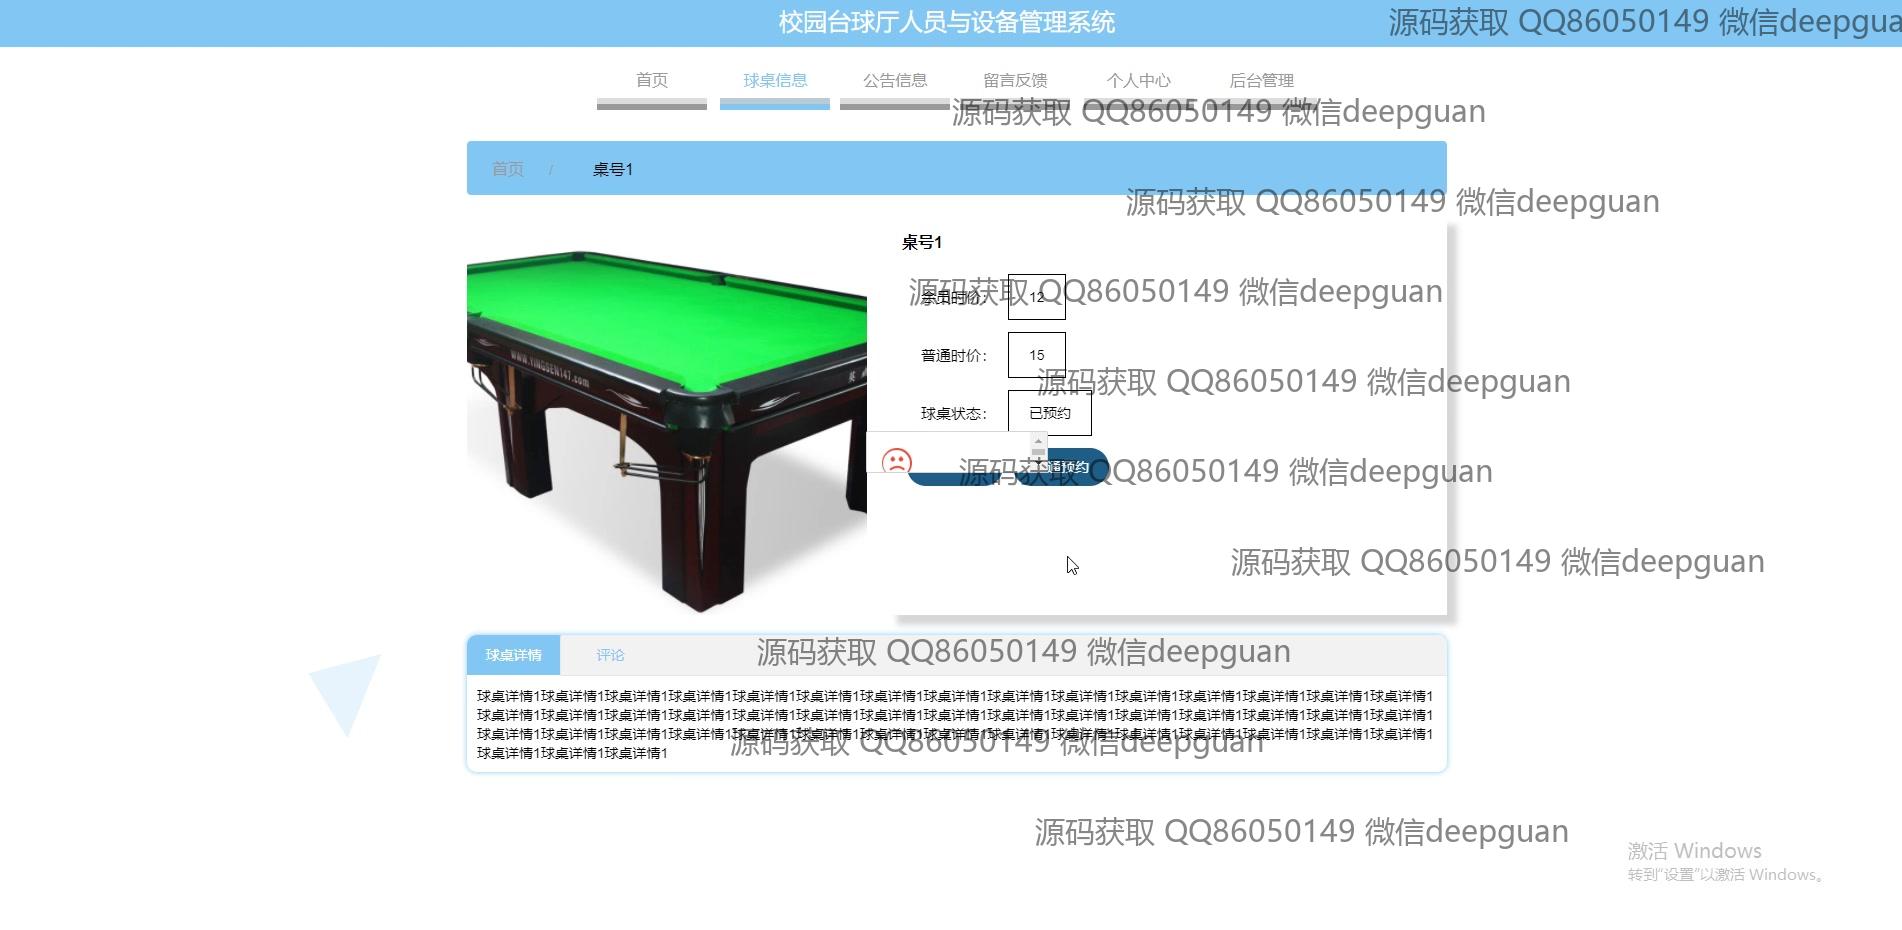 校园台球厅人员与设备管理系统
源码获取 QQ86050149 微信deepgua
首页 球桌信息 公告信息 留言反馈 个人中心 后台管理
源码获取 QQ86050149 微信deepguan
首页 / 桌号1
源码获取 QQ86050149 微信deepguan
桌号1
会员时价: 12
源码获取 QQ86050149 微信deepguan
WWW.YINGSEN147.com
普通时价: 15
源码获取 QQ86050149 微信deepguan
球桌状态: 已预约
通预约
源码获取 QQ86050149 微信deepguan
源码获取 QQ86050149 微信deepguan
球桌详情 评论
源码获取 QQ86050149 微信deepguan
球桌详情1球桌详情1球桌详情1球桌详情1球桌详情1球桌详情1球桌详情1球桌详情1球桌详情1球桌详情1球桌详情1球桌详情1球桌详情1球桌详情1球桌详情1
球桌详情1球桌详情1球桌详情1球桌详情1球桌详情1球桌详情1球桌详情1球桌详情1球桌详情1球桌详情1球桌详情1球桌详情1球桌详情1球桌详情1球桌详情1
球桌详情1球桌详情1球桌详情1球桌详情1球桌详情1球桌详情1球桌详情1球桌详情1球桌详情1球桌详情1球桌详情1球桌详情1球桌详情1球桌详情1球桌详情1
球桌详情1球桌详情1球桌详情1
源码获取 QQ86050149 微信deepguan
源码获取 QQ86050149 微信deepguan
激活 Windows
转到"设置"以激活 Windows。